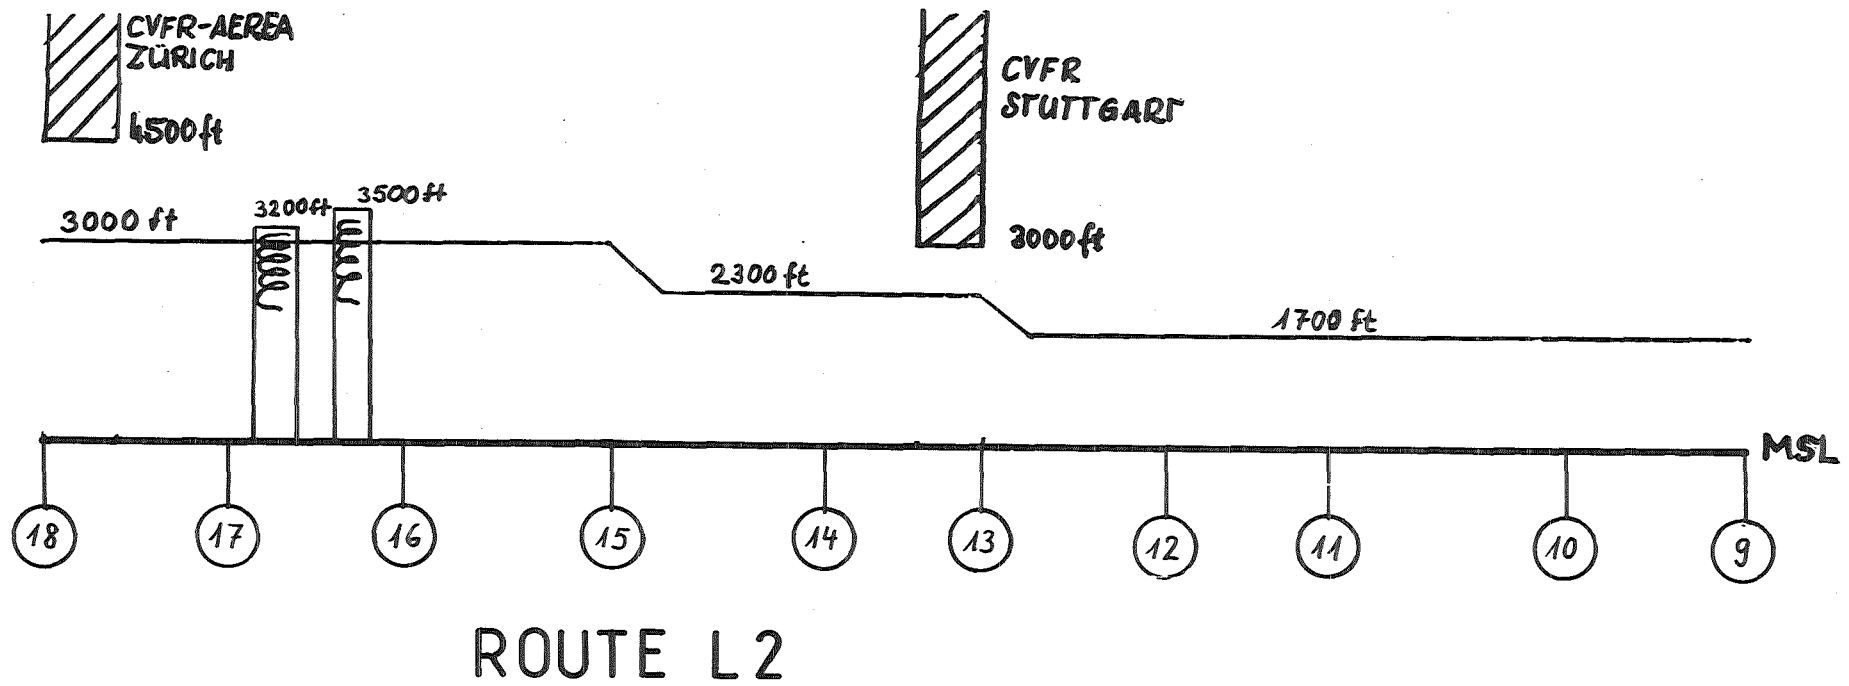 CVFR-AEREA
ZÜRICH
4500ft
CVFR
STUTTGART
3000ft
3000 ft
3200ft
3500ft
2300 ft
1700 ft
MSL
18
17
16
15
14
13
12
11
10
9
ROUTE L2